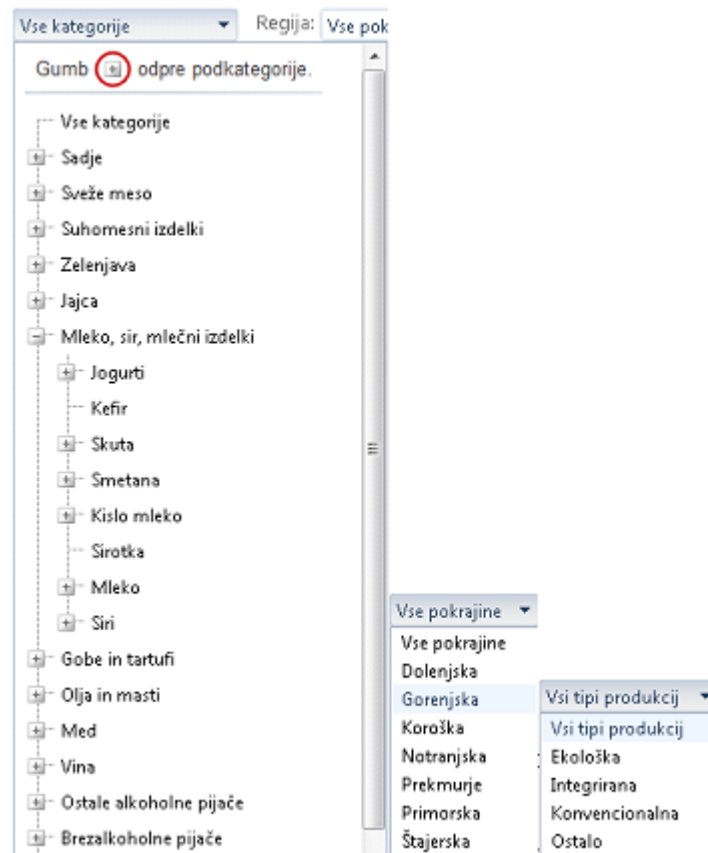 Vse kategorije Regija: Vse pok
Gumb odpre podkategorije.
Vse kategorije
Sadje
Sveže meso
Suhomesni izdelki
Zelenjava
Jajca
Mleko, sir, mlečni izdelki
Jogurti
Kefir
Skuta
Smetana
Kislo mleko
Sirotka
Mleko
Siri
Gobe in tartufi
Olja in masti
Med
Vina
Ostale alkoholne pijače
Brezalkoholne pijače
Vse pokrajine
Vse pokrajine
Dolenjska
Gorenjska
Koroška
Notranjska
Prekmurje
Primorska
Štajerska
Vsi tipi produkcij
Vsi tipi produkcij
Ekološka
Integrirana
Konvencionalna
Ostalo